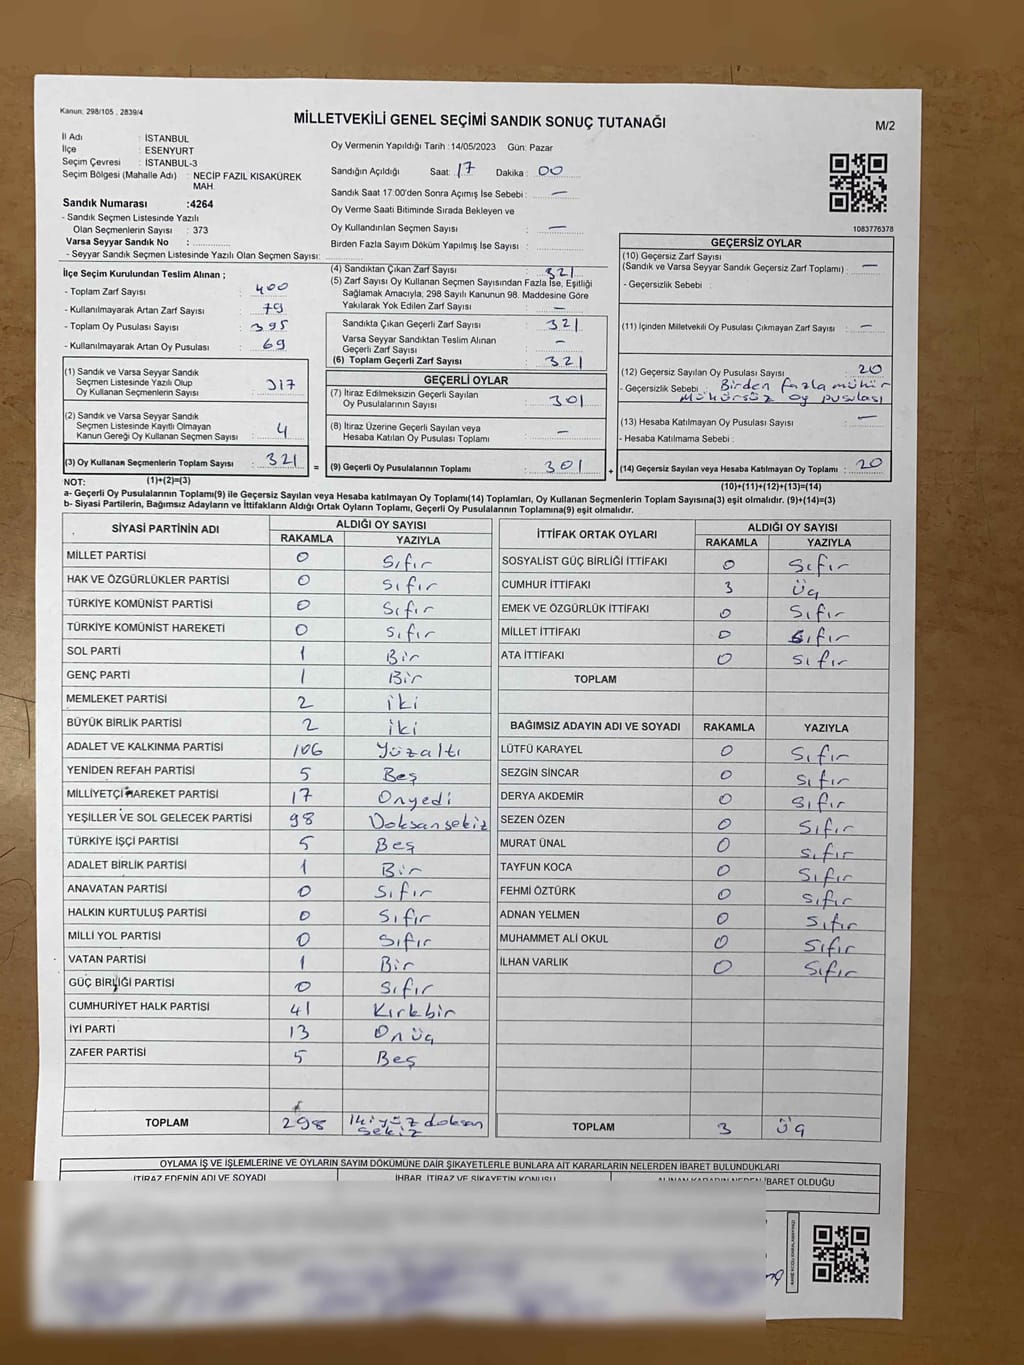 Kanun: 298/105 , 2839/4
MİLLETVEKİLİ GENEL SEÇİMİ SANDIK SONUÇ TUTANAĞI
M/2
İl Adı : İSTANBUL
İlçe : ESENYURT
Seçim Çevresi : İSTANBUL-3
Seçim Bölgesi (Mahalle Adı) : NECİP FAZIL KISAKÜREK
MAH.
Sandık Numarası :4264
- Sandık Seçmen Listesinde Yazılı
Olan Seçmenlerin Sayısı : 373
Varsa Seyyar Sandık No :
- Seyyar Sandık Seçmen Listesinde Yazılı Olan Seçmen Sayısı:
Oy Vermenin Yapıldığı Tarih : 14/05/2023 Gün: Pazar
Sandığın Açıldığı Saat: 17 Dakika : 00
Sandık Saat 17:00'den Sonra Açımış İse Sebebi : —
Oy Verme Saati Bitiminde Sırada Bekleyen ve
Oy Kullandırılan Seçmen Sayısı : —
Birden Fazla Sayım Döküm Yapılmış İse Sayısı :
1083776378
İlçe Seçim Kurulundan Teslim Alınan ;
- Toplam Zarf Sayısı : 400
- Kullanılmayarak Artan Zarf Sayısı : 79
- Toplam Oy Pusulası Sayısı : 395
- Kullanılmayarak Artan Oy Pusulası : 69
(1) Sandık ve Varsa Seyyar Sandık
Seçmen Listesinde Yazılı Olup
Oy Kullanan Seçmenlerin Sayısı : 317
(2) Sandık ve Varsa Seyyar Sandık
Seçmen Listesinde Kayıtlı Olmayan
Kanun Gereği Oy Kullanan Seçmen Sayısı : 4
(3) Oy Kullanan Seçmenlerin Toplam Sayısı : 321
(1)+(2)=(3)
(4) Sandıktan Çıkan Zarf Sayısı : 321
(5) Zarf Sayısı Oy Kullanan Seçmen Sayısından Fazla İse, Eşitliği
Sağlamak Amacıyla, 298 Sayılı Kanunun 98. Maddesine Göre
Yakılarak Yok Edilen Zarf Sayısı : —
Sandıkta Çıkan Geçerli Zarf Sayısı : 321
Varsa Seyyar Sandıktan Teslim Alınan
Geçerli Zarf Sayısı : —
(6) Toplam Geçerli Zarf Sayısı : 321
GEÇERLİ OYLAR
(7) İtiraz Edilmeksizin Geçerli Sayılan
Oy Pusulalarının Sayısı : 301
(8) İtiraz Üzerine Geçerli Sayılan veya
Hesaba Katılan Oy Pusulası Toplamı : —
= (9) Geçerli Oy Pusulalarının Toplamı : 301 +
GEÇERSİZ OYLAR
(10) Geçersiz Zarf Sayısı
(Sandık ve Varsa Seyyar Sandık Geçersiz Zarf Toplamı) : —
- Geçersizlik Sebebi :
(11) İçinden Milletvekili Oy Pusulası Çıkmayan Zarf Sayısı : —
(12) Geçersiz Sayılan Oy Pusulası Sayısı : 20
- Geçersizlik Sebebi : Birden fazla mühür
Mühürsüz oy pusulası
(13) Hesaba Katılmayan Oy Pusulası Sayısı : —
- Hesaba Katılmama Sebebi :
(14) Geçersiz Sayılan veya Hesaba Katılmayan Oy Toplamı : 20
(10)+(11)+(12)+(13)=(14)
NOT:
a- Geçerli Oy Pusulalarının Toplamı(9) ile Geçersiz Sayılan veya Hesaba katılmayan Oy Toplamı(14) Toplamları, Oy Kullanan Seçmenlerin Toplam Sayısına(3) eşit olmalıdır. (9)+(14)=(3)
b- Siyasi Partilerin, Bağımsız Adayların ve İttifakların Aldığı Ortak Oyların Toplamı, Geçerli Oy Pusulalarının Toplamına(9) eşit olmalıdır.
SİYASİ PARTİNİN ADI ALDIĞI OY SAYISI
RAKAMLA YAZIYLA
MİLLET PARTİSİ 0 Sıfır
HAK VE ÖZGÜRLÜKLER PARTİSİ 0 Sıfır
TÜRKİYE KOMÜNİST PARTİSİ 0 Sıfır
TÜRKİYE KOMÜNİST HAREKETİ 0 Sıfır
SOL PARTİ 1 Bir
GENÇ PARTİ 1 Bir
MEMLEKET PARTİSİ 2 iki
BÜYÜK BİRLİK PARTİSİ 2 iki
ADALET VE KALKINMA PARTİSİ 106 Yüzaltı
YENİDEN REFAH PARTİSİ 5 Beş
MİLLİYETÇİ HAREKET PARTİSİ 17 Onyedi
YEŞİLLER VE SOL GELECEK PARTİSİ 98 Doksansekiz
TÜRKİYE İŞÇİ PARTİSİ 5 Beş
ADALET BİRLİK PARTİSİ 1 Bir
ANAVATAN PARTİSİ 0 Sıfır
HALKIN KURTULUŞ PARTİSİ 0 Sıfır
MİLLİ YOL PARTİSİ 0 Sıfır
VATAN PARTİSİ 1 Bir
GÜÇ BİRLİĞİ PARTİSİ 0 Sıfır
CUMHURİYET HALK PARTİSİ 41 Kırkbir
İYİ PARTİ 13 Onüç
ZAFER PARTİSİ 5 Beş
TOPLAM 298 İkiyüz doksan
sekiz
İTTİFAK ORTAK OYLARI ALDIĞI OY SAYISI
RAKAMLA YAZIYLA
SOSYALİST GÜÇ BİRLİĞİ İTTİFAKI 0 Sıfır
CUMHUR İTTİFAKI 3 üç
EMEK VE ÖZGÜRLÜK İTTİFAKI 0 Sıfır
MİLLET İTTİFAKI 0 Sıfır
ATA İTTİFAKI 0 Sıfır
TOPLAM
BAĞIMSIZ ADAYIN ADI VE SOYADI RAKAMLA YAZIYLA
LÜTFÜ KARAYEL 0 Sıfır
SEZGİN SİNCAR 0 Sıfır
DERYA AKDEMİR 0 Sıfır
SEZEN ÖZEN 0 Sıfır
MURAT ÜNAL 0 Sıfır
TAYFUN KOCA 0 Sıfır
FEHMİ ÖZTÜRK 0 Sıfır
ADNAN YELMEN 0 Sıfır
MUHAMMET ALİ OKUL 0 Sıfır
İLHAN VARLIK 0 Sıfır
TOPLAM 3 üç
OYLAMA İŞ VE İŞLEMLERİNE VE OYLARIN SAYIM DÖKÜMÜNE DAİR ŞİKAYETLERLE BUNLARA AİT KARARLARIN NELERDEN İBARET BULUNDUKLARI
İTİRAZ EDENİN ADI VE SOYADI İHBAR, İTİRAZ VE ŞİKAYETİN KONUSU ALINAN KARARIN NEDEN İBARET OLDUĞU